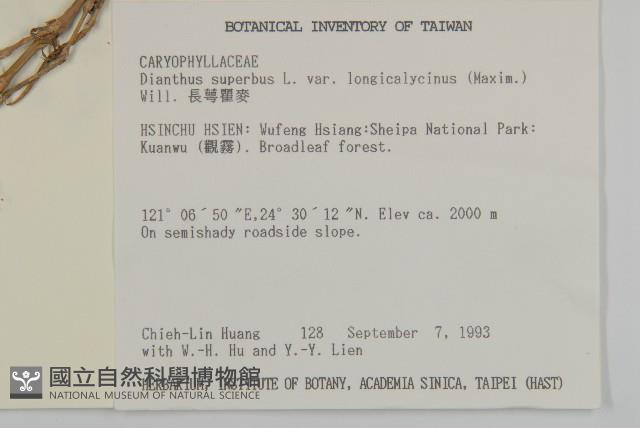 BOTANICAL INVENTORY OF TAIWAN
CARYOPHYLLACEAE
Dianthus superbus L. var. longicalycinus (Maxim.)
Will. 長萼瞿麥
HSINCHU HSIEN: Wufeng Hsiang:Sheipa National Park:
Kuanwu (觀霧). Broadleaf forest.
121° 06´50 "E,24° 30´12 "N. Elev ca. 2000 m
On semishady roadside slope.
Chieh-Lin Huang 128 September 7, 1993
with W.-H. Hu and Y.-Y. Lien
HERBARIUM, INSTITUTE OF BOTANY, ACADEMIA SINICA, TAIPEI (HAST)
國立自然科學博物館
NATIONAL MUSEUM OF NATURAL SCIENCE